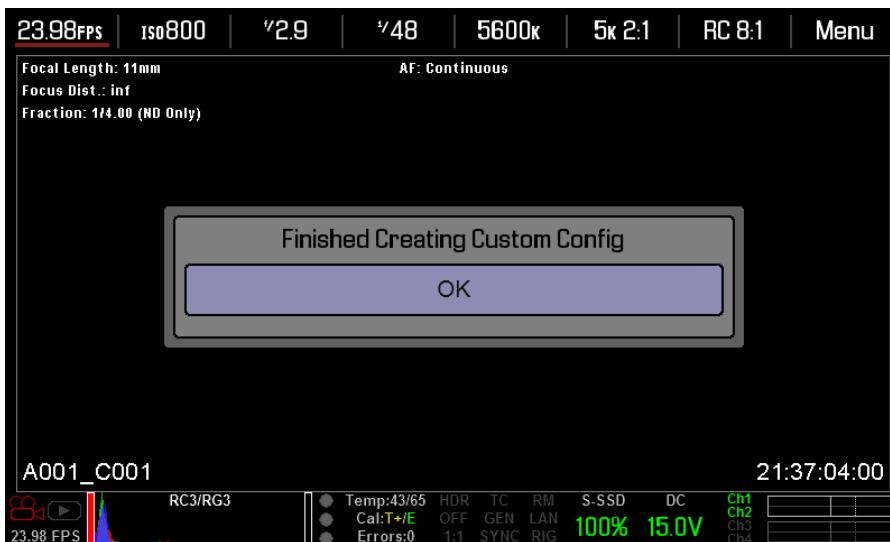 23.98FPS ISO800 ᶠ⁄2.9 ¹⁄48 5600K 5K 2:1 RC 8:1 Menu
Focal Length: 11mm AF: Continuous
Focus Dist.: inf
Fraction: 1/4.00 (ND Only)
Finished Creating Custom Config
OK
A001_C001 21:37:04:00
RC3/RG3 Temp:43/65 HDR TC RM S-SSD DC Ch1
Cal:T+/E OFF GEN LAN 100% 15.0V Ch2
Ch3
23.98 FPS Errors:0 1:1 SYNC RIG Ch4